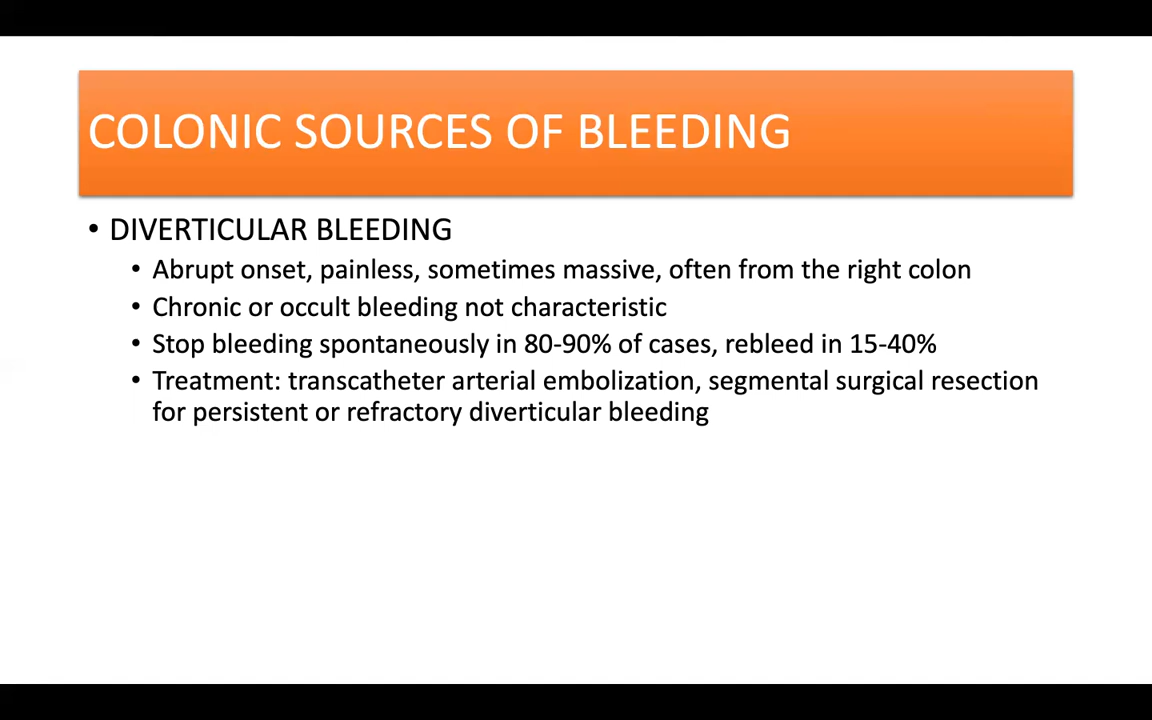 COLONIC SOURCES OF BLEEDING
• DIVERTICULAR BLEEDING
• Abrupt onset, painless, sometimes massive, often from the right colon
• Chronic or occult bleeding not characteristic
• Stop bleeding spontaneously in 80-90% of cases, rebleed in 15-40%
• Treatment: transcatheter arterial embolization, segmental surgical resection
for persistent or refractory diverticular bleeding